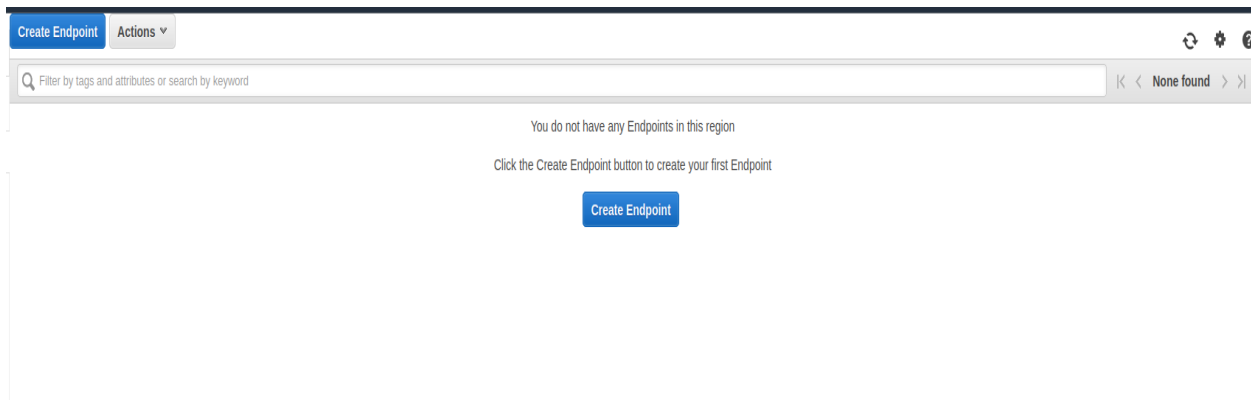 Create Endpoint Actions
Filter by tags and attributes or search by keyword
None found
You do not have any Endpoints in this region
Click the Create Endpoint button to create your first Endpoint
Create Endpoint